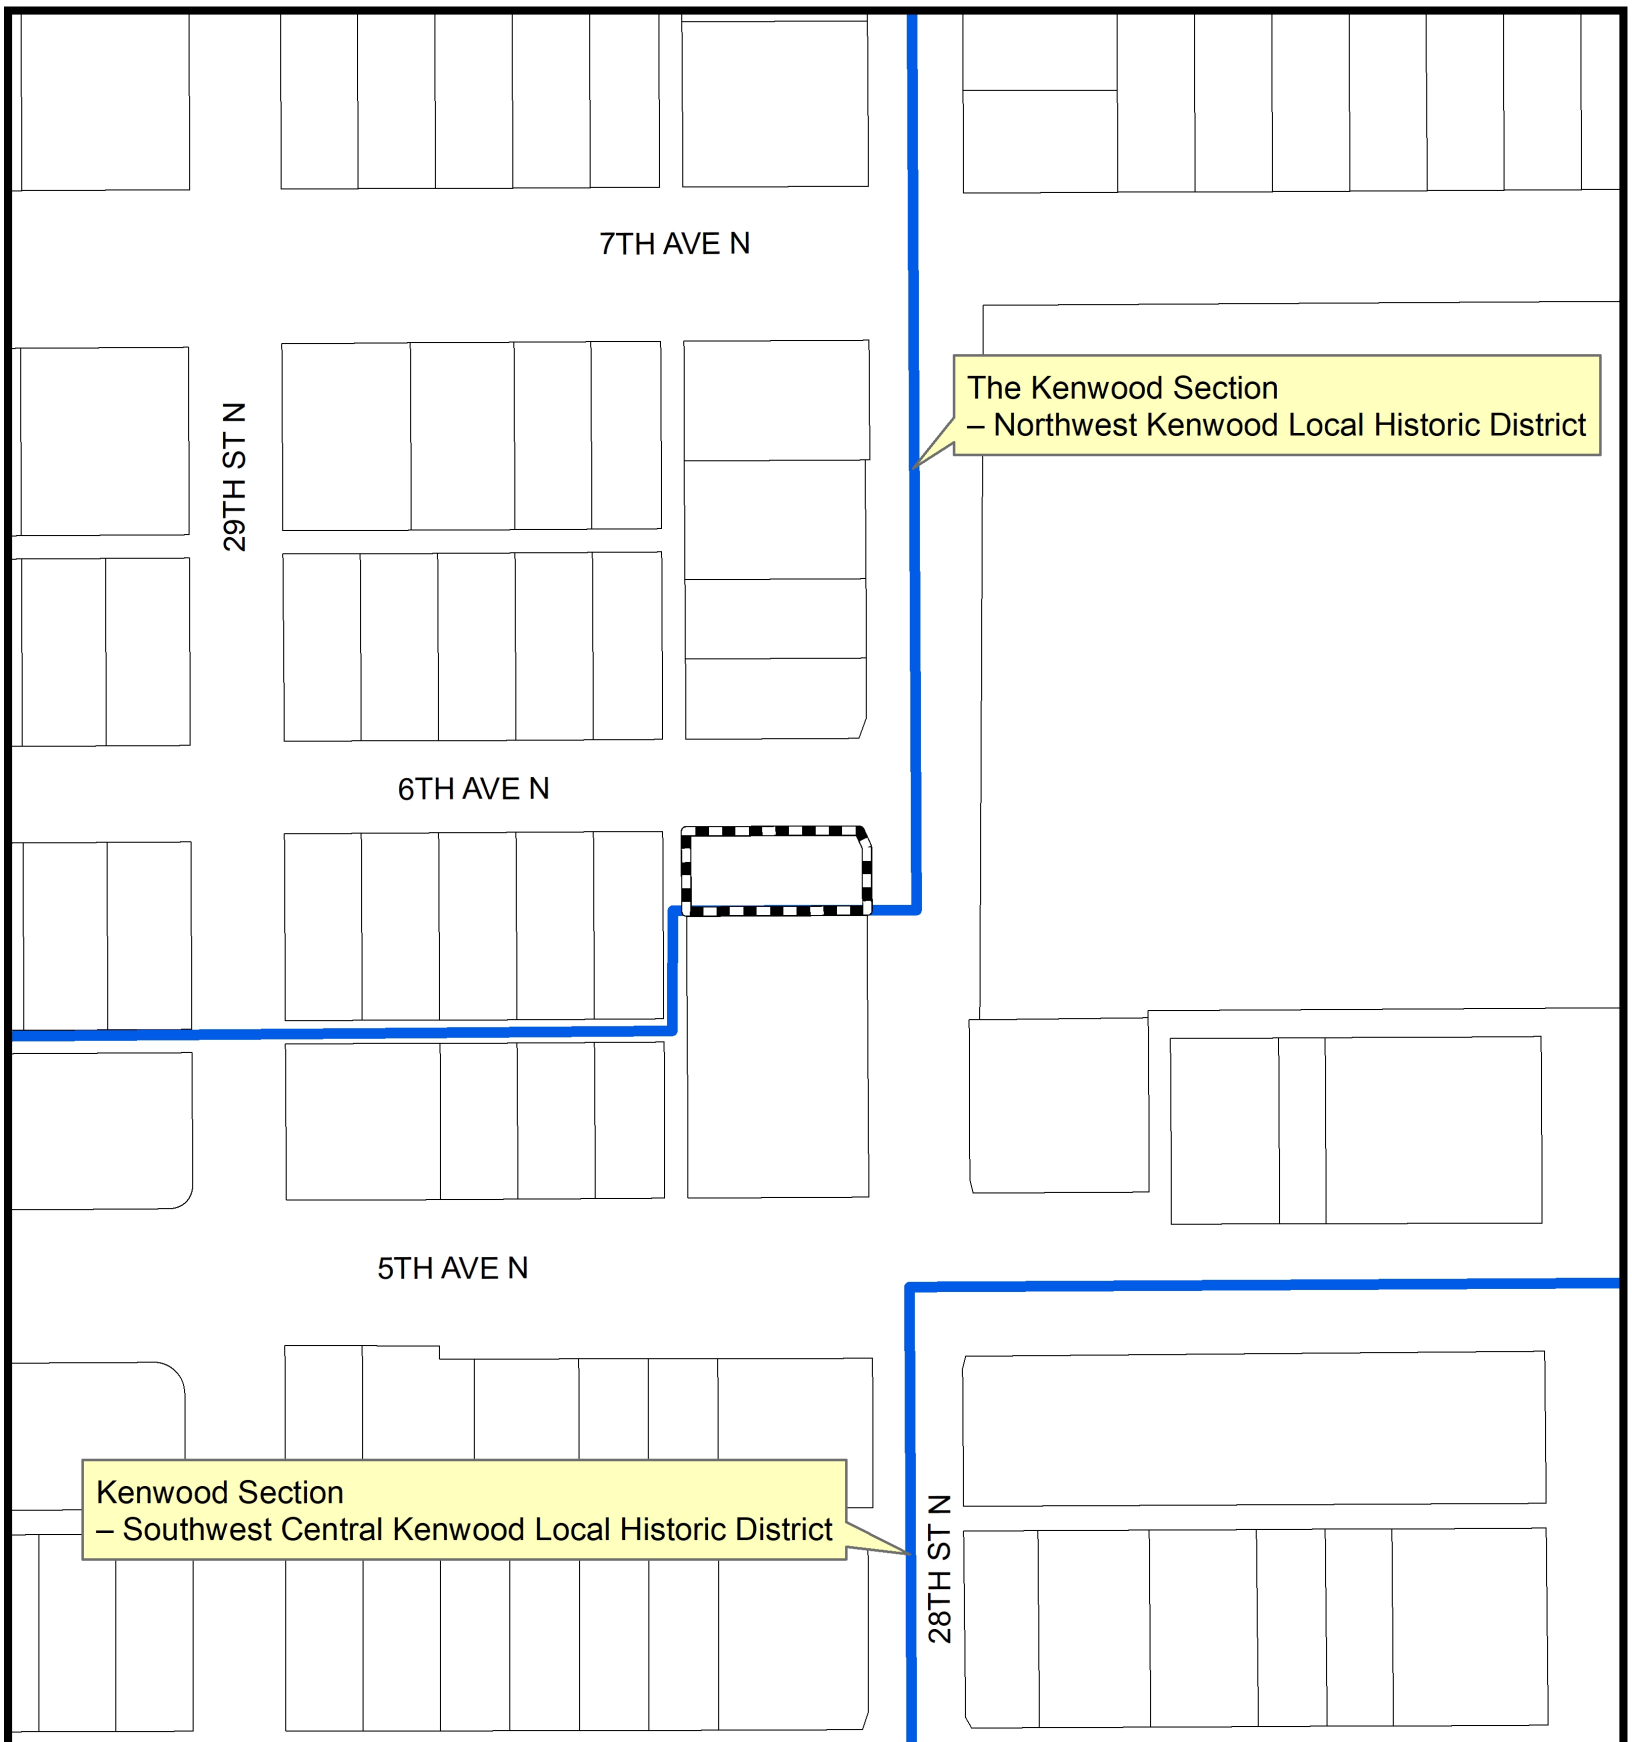 7TH AVE N
The Kenwood Section
– Northwest Kenwood Local Historic District
29TH ST N
6TH AVE N
5TH AVE N
Kenwood Section
– Southwest Central Kenwood Local Historic District
28TH ST N